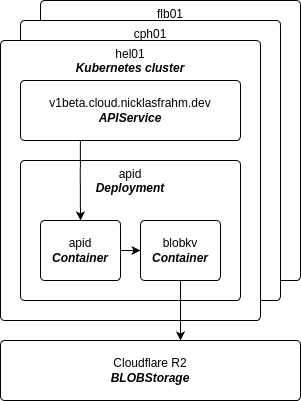 flb01
cph01
hel01
Kubernetes cluster
v1beta.cloud.nicklasfrahm.dev
APIService
apid
Deployment
apid
Container
blobkv
Container
Cloudflare R2
BLOBStorage